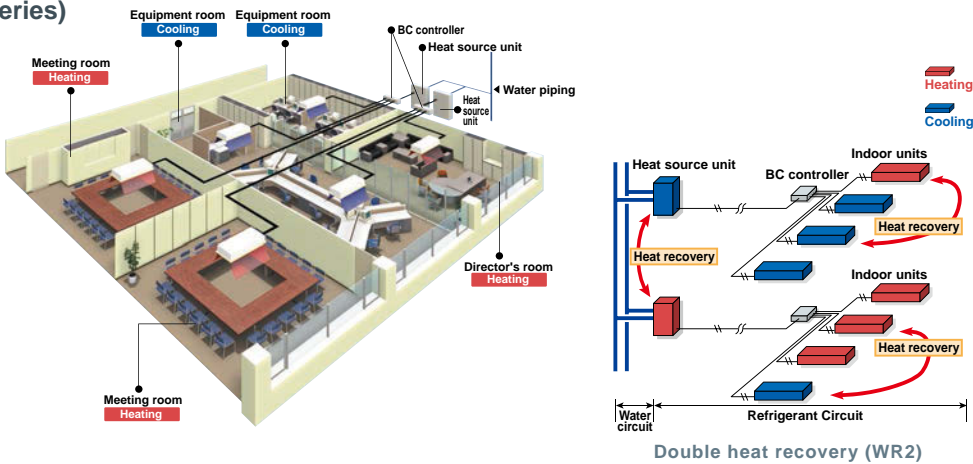 eries)
Equipment room
Cooling
Equipment room
Cooling
BC controller
Heat source unit
Meeting room
Heating
Water piping
Heat
source
unit
Director's room
Heating
Meeting room
Heating
Heating
Cooling
Indoor units
Heat source unit
BC controller
Heat recovery
Heat recovery
Indoor units
Heat recovery
Water
circuit
Refrigerant Circuit
Double heat recovery (WR2)